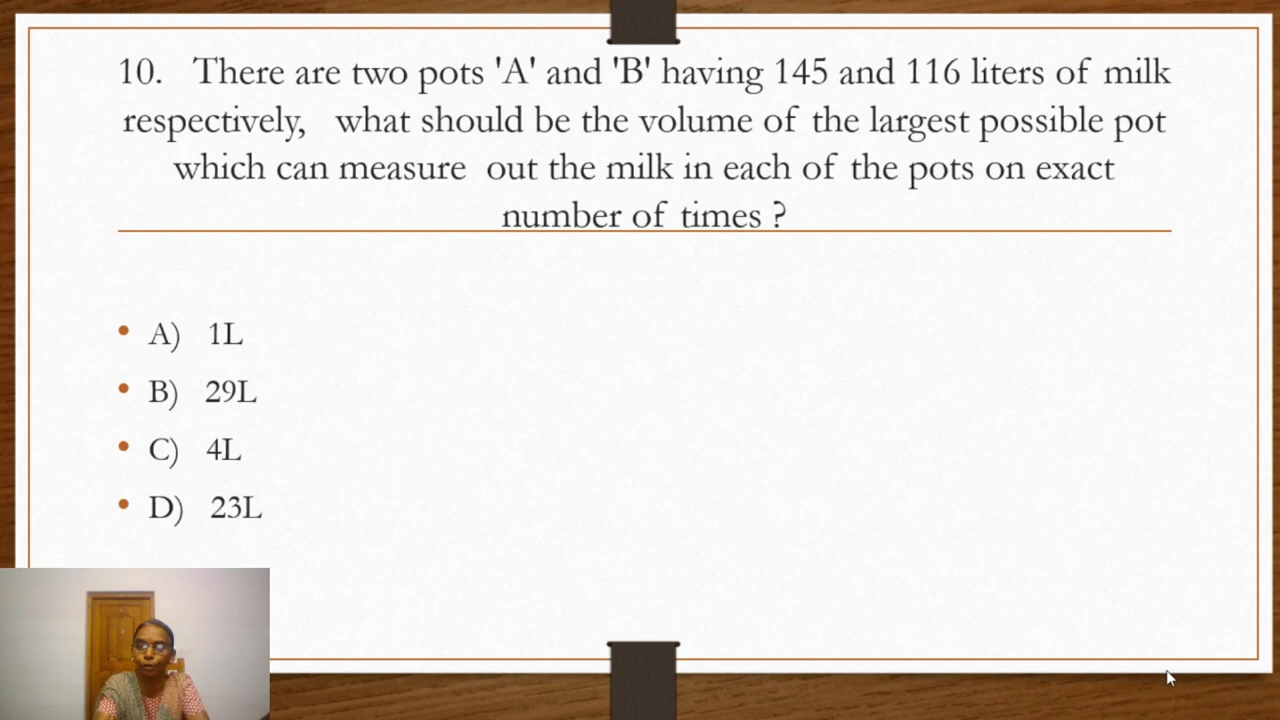 10. There are two pots 'A' and 'B' having 145 and 116 liters of milk
respectively, what should be the volume of the largest possible pot
which can measure out the milk in each of the pots on exact
number of times ?
• A) 1L
• B) 29L
• C) 4L
• D) 23L